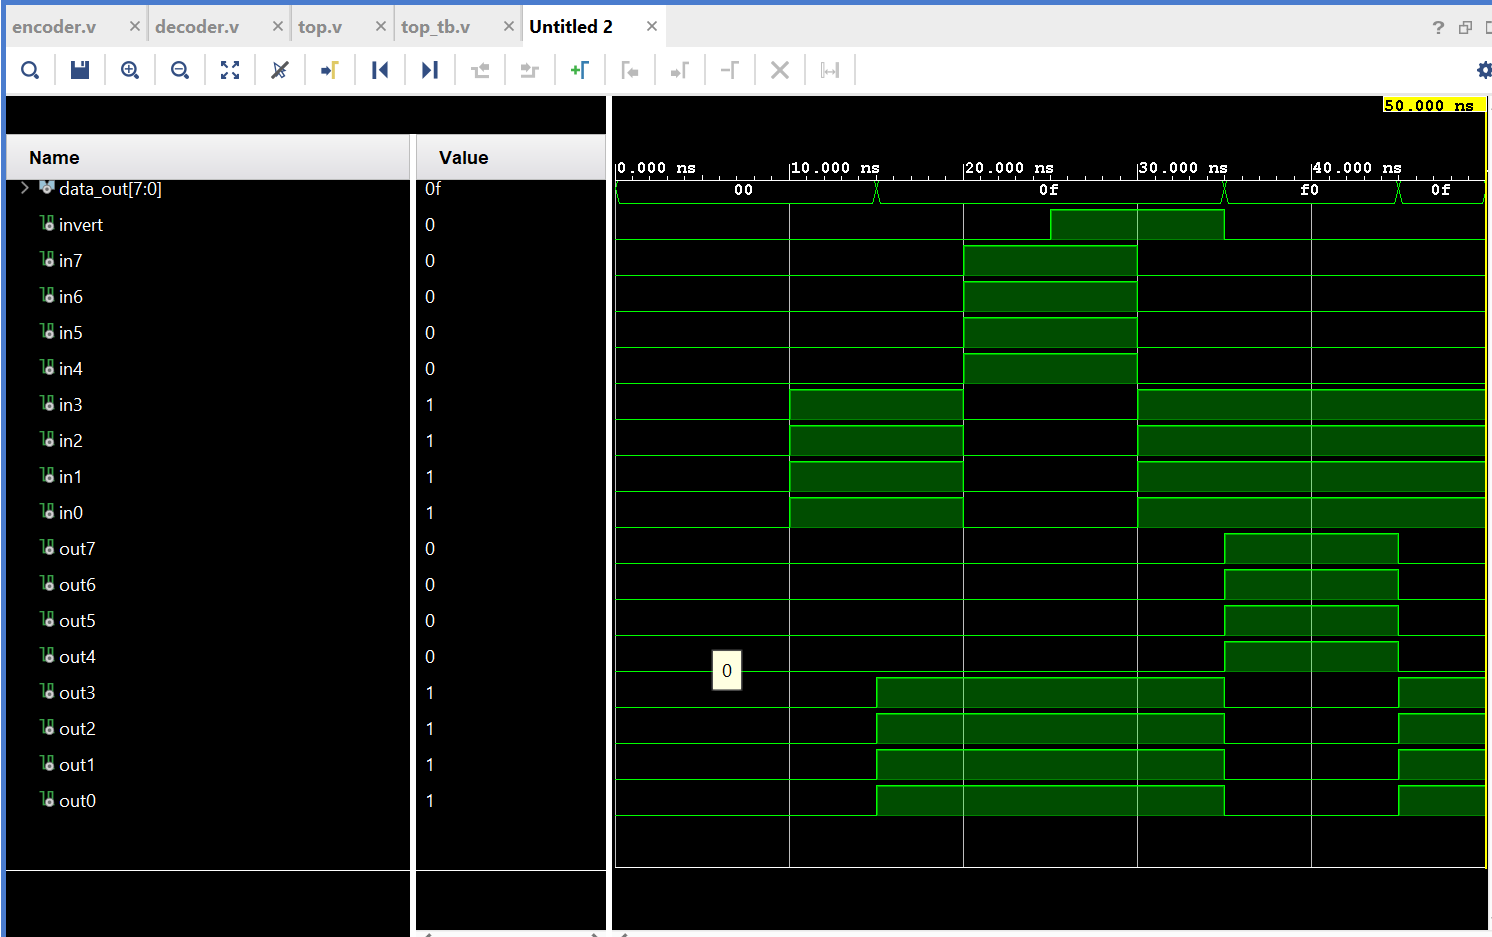 encoder.v × decoder.v × top.v × top_tb.v × Untitled 2 ×
?
50.000 ns
Name Value
0.000 ns 10.000 ns 20.000 ns 30.000 ns 40.000 ns
data_out[7:0] 0f 00 0f f0 0f
invert 0
in7 0
in6 0
in5 0
in4 0
in3 1
in2 1
in1 1
in0 1
out7 0
out6 0
out5 0
out4 0
0
out3 1
out2 1
out1 1
out0 1